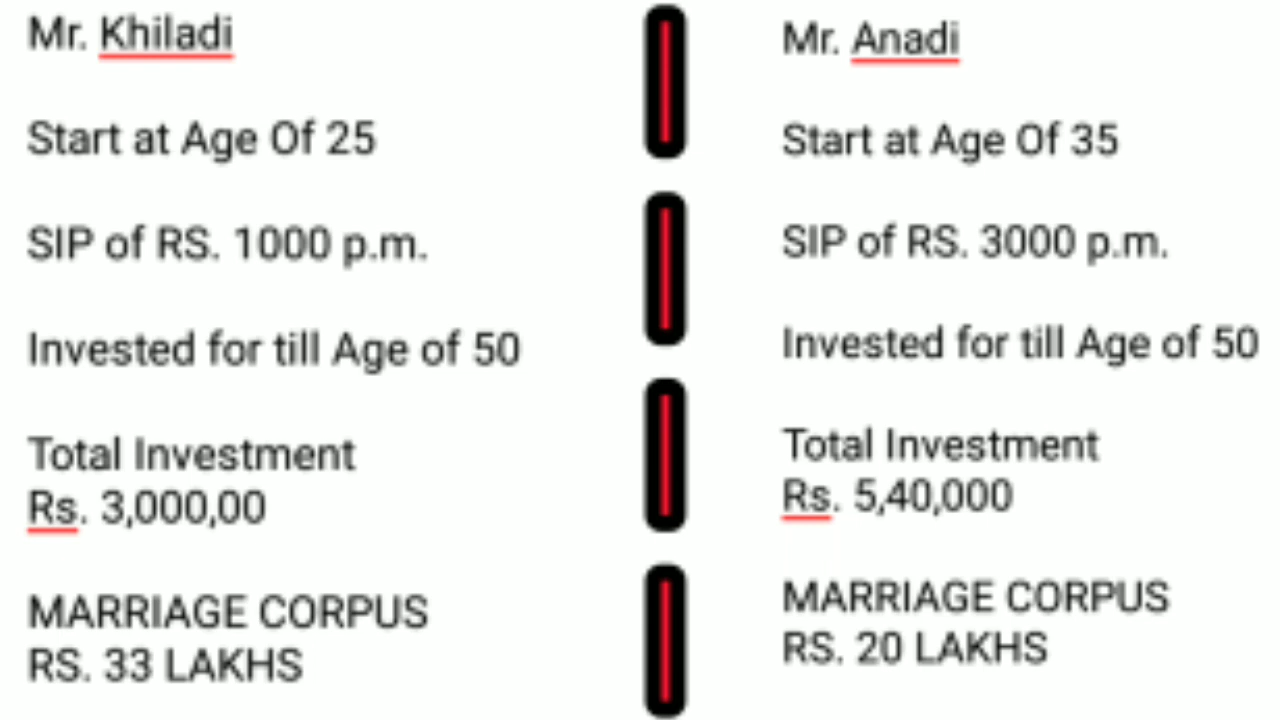 Mr. Khiladi
Start at Age Of 25
SIP of RS. 1000 p.m.
Invested for till Age of 50
Total Investment
Rs. 3,000,00
MARRIAGE CORPUS
RS. 33 LAKHS
Mr. Anadi
Start at Age Of 35
SIP of RS. 3000 p.m.
Invested for till Age of 50
Total Investment
Rs. 5,40,000
MARRIAGE CORPUS
RS. 20 LAKHS